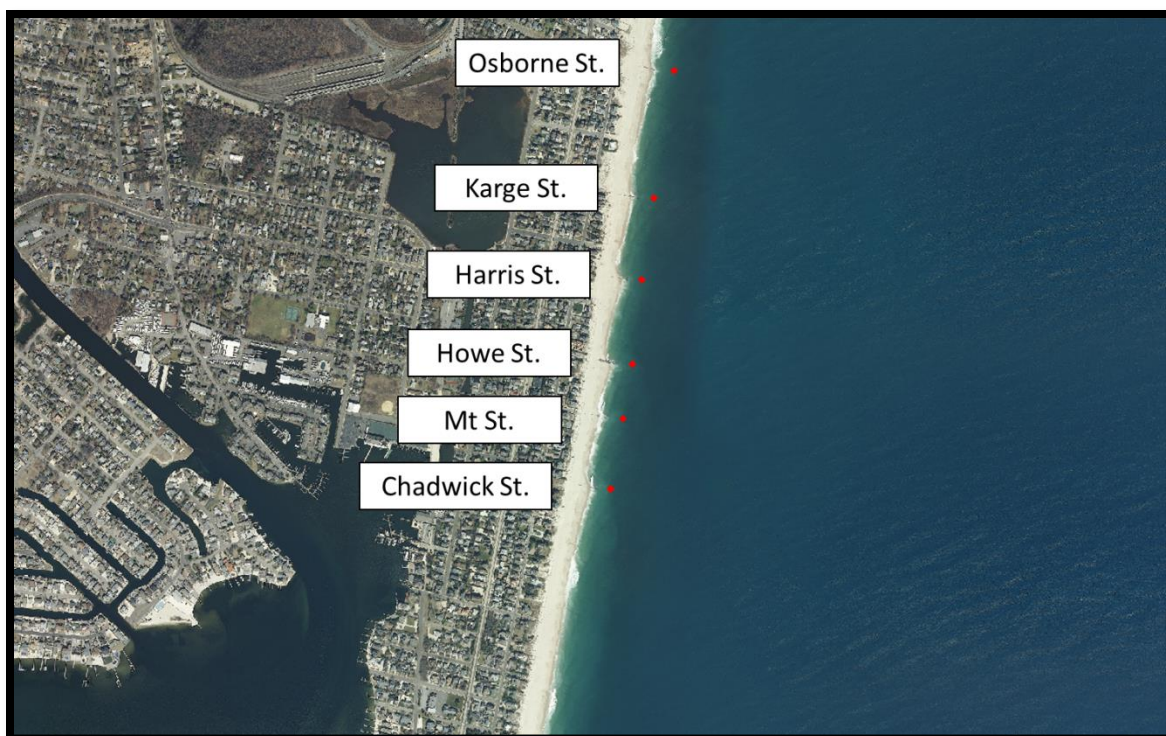 Osborne St.
Karge St.
Harris St.
Howe St.
Mt St.
Chadwick St.